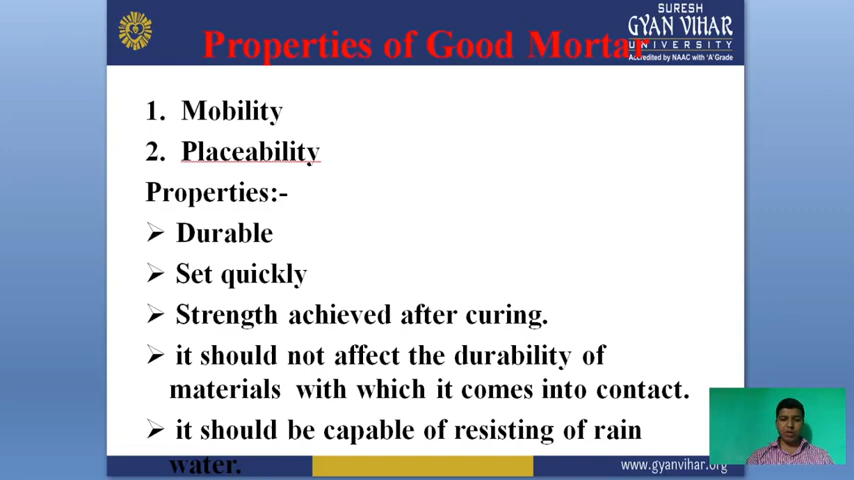 Properties of Good Mortar
SURESH
GYAN VIHAR
UNIVERSITY
Accredited by NAAC with 'A' Grade
1. Mobility
2. Placeability
Properties:-
➢ Durable
➢ Set quickly
➢ Strength achieved after curing.
➢ it should not affect the durability of
materials with which it comes into contact.
➢ it should be capable of resisting of rain
water.
www.gyanvihar.org